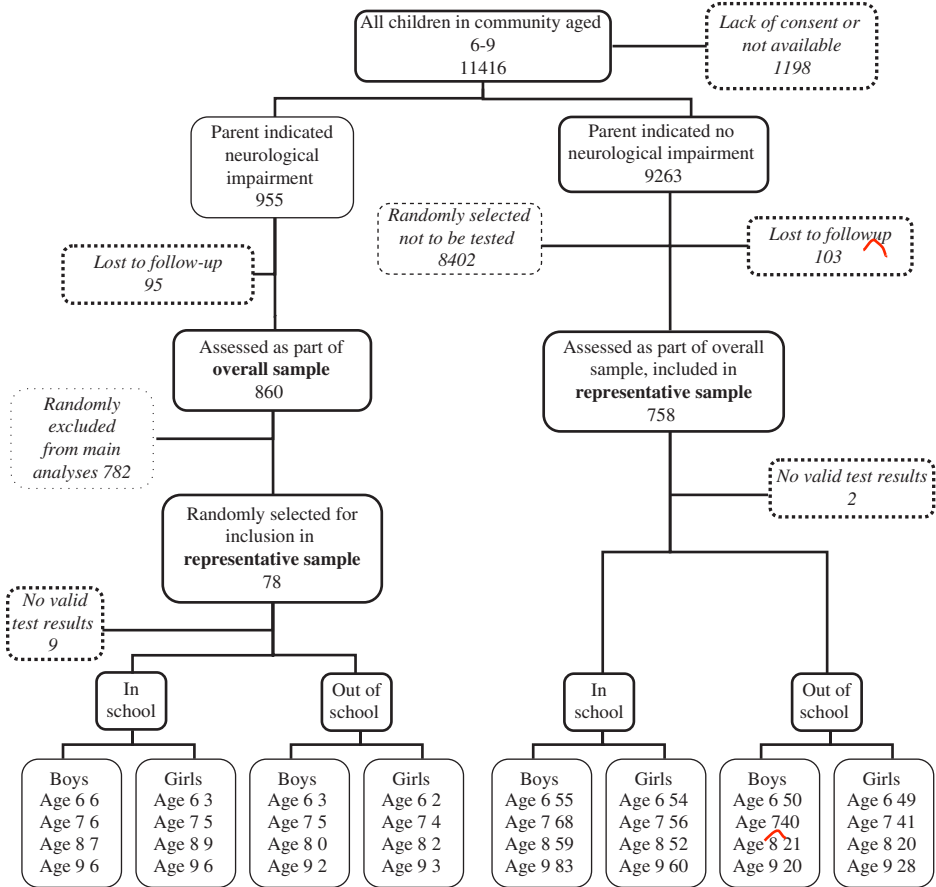 All children in community aged
6-9
11416
Lack of consent or
not available
1198
Parent indicated
neurological
impairment
955
Parent indicated no
neurological impairment
9263
Randomly selected
not to be tested
8402
Lost to followup
103
Lost to follow-up
95
Assessed as part of
overall sample
860
Assessed as part of overall
sample, included in
representative sample
758
Randomly
excluded
from main
analyses 782
No valid test results
2
Randomly selected for
inclusion in
representative sample
78
No valid
test results
9
In
school
Out of
school
In
school
Out of
school
Boys
Age 6 6
Age 7 6
Age 8 7
Age 9 6
Girls
Age 6 3
Age 7 5
Age 8 9
Age 9 6
Boys
Age 6 3
Age 7 5
Age 8 0
Age 9 2
Girls
Age 6 2
Age 7 4
Age 8 2
Age 9 3
Boys
Age 6 55
Age 7 68
Age 8 59
Age 9 83
Girls
Age 6 54
Age 7 56
Age 8 52
Age 9 60
Boys
Age 6 50
Age 740
Age 8 21
Age 9 20
Girls
Age 6 49
Age 7 41
Age 8 20
Age 9 28